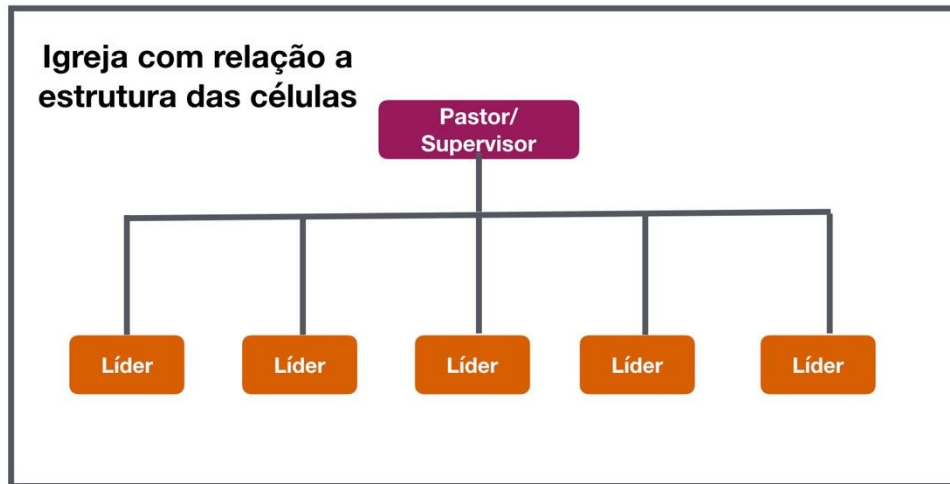 Igreja com relação a
estrutura das células
Pastor/
Supervisor
Líder
Líder
Líder
Líder
Líder